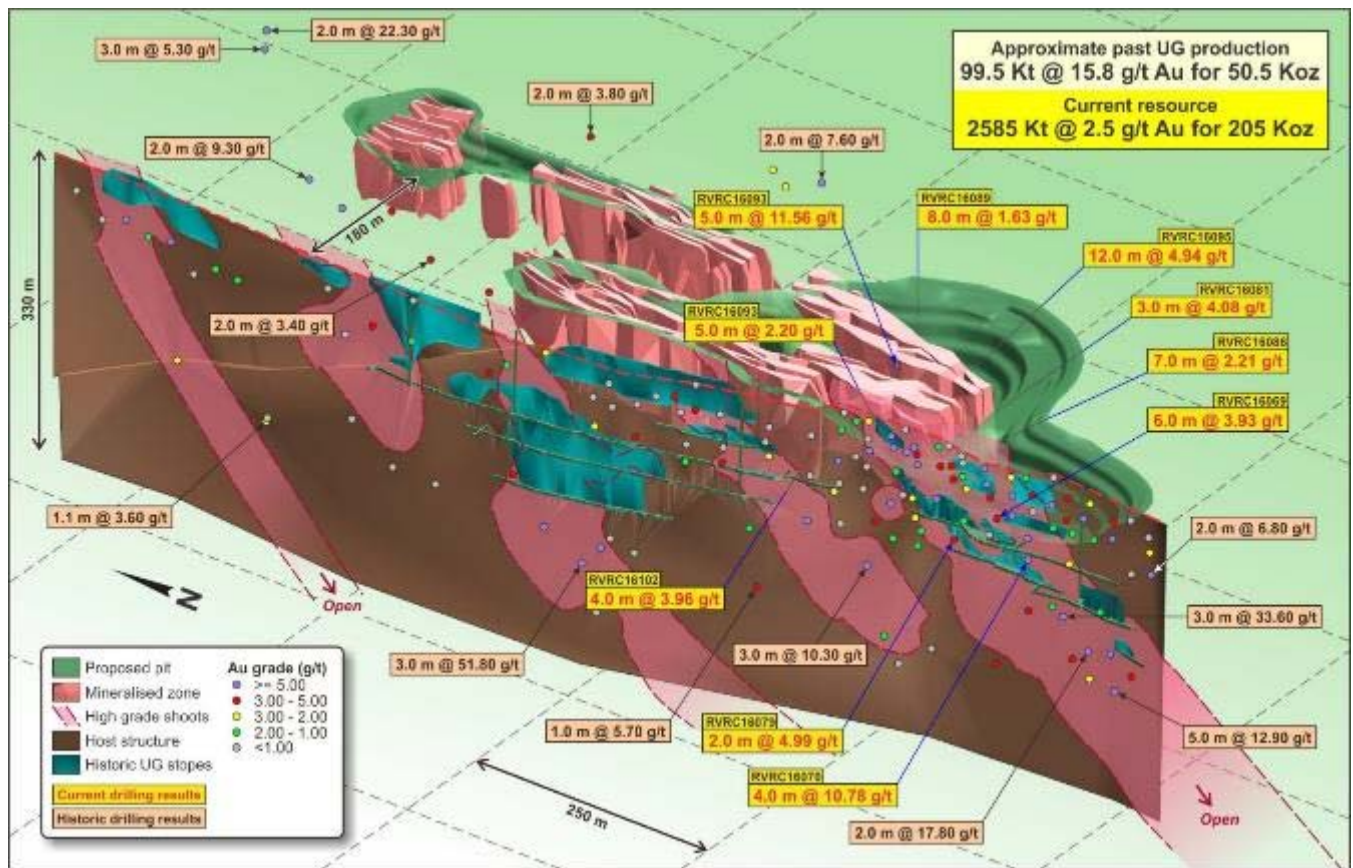 2.0 m @ 22.30 g/t
3.0 m @ 5.30 g/t
Approximate past UG production
99.5 Kt @ 15.8 g/t Au for 50.5 Koz
Current resource
2585 Kt @ 2.5 g/t Au for 205 Koz
2.0 m @ 3.80 g/t
2.0 m @ 9.30 g/t
2.0 m @ 7.60 g/t
RVRC16093
5.0 m @ 11.56 g/t
RVRC16089
8.0 m @ 1.63 g/t
180 m
RVRC16095
12.0 m @ 4.94 g/t
330 m
RVRC16081
3.0 m @ 4.08 g/t
2.0 m @ 3.40 g/t
RVRC16093
5.0 m @ 2.20 g/t
RVRC16086
7.0 m @ 2.21 g/t
RVRC16069
6.0 m @ 3.93 g/t
1.1 m @ 3.60 g/t
2.0 m @ 6.80 g/t
N
Open
RVRC16102
4.0 m @ 3.96 g/t
3.0 m @ 33.60 g/t
3.0 m @ 51.80 g/t
3.0 m @ 10.30 g/t
1.0 m @ 5.70 g/t
RVRC16079
2.0 m @ 4.99 g/t
5.0 m @ 12.90 g/t
RVRC16070
4.0 m @ 10.78 g/t
250 m
2.0 m @ 17.80 g/t
Open
Proposed pit
Mineralised zone
High grade shoots
Host structure
Historic UG stopes
Current drilling results
Historic drilling results
Au grade (g/t)
>= 5.00
3.00 - 5.00
3.00 - 2.00
2.00 - 1.00
<1.00